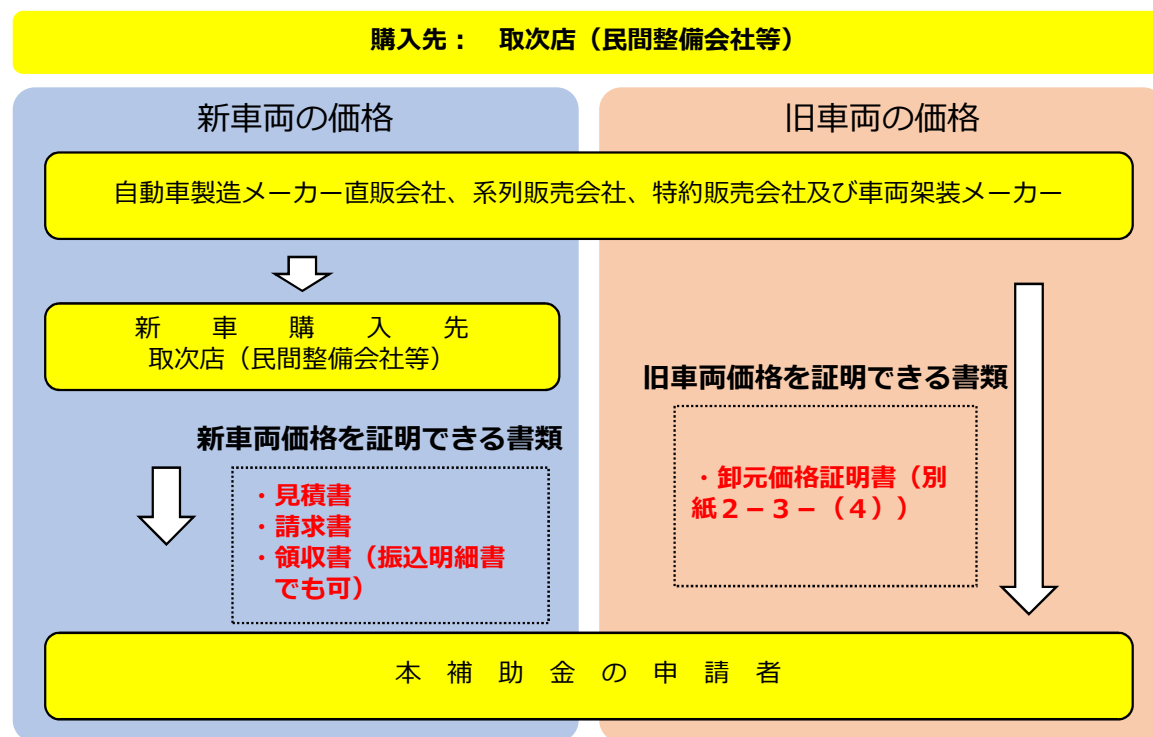 購入先： 取次店（民間整備会社等）
新車両の価格
旧車両の価格
自動車製造メーカー直販会社、系列販売会社、特約販売会社及び車両架装メーカー
新 車 購 入 先
取次店（民間整備会社等）
新車両価格を証明できる書類
・見積書
・請求書
・領収書（振込明細書
でも可）
旧車両価格を証明できる書類
・卸元価格証明書（別
紙２－３－（４））
本 補 助 金 の 申 請 者